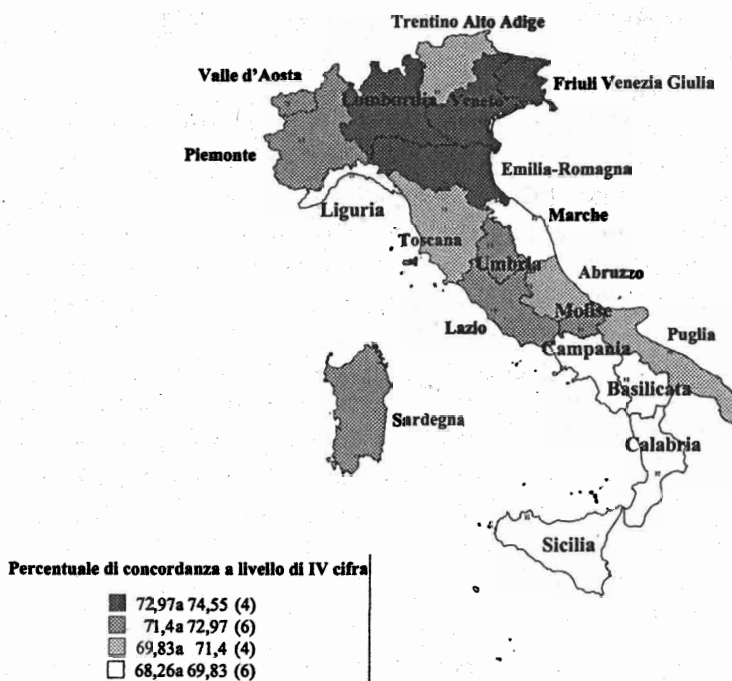 Trentino Alto Adige
Valle d'Aosta
Lombardia Veneto
Friuli Venezia Giulia
Piemonte
Emilia-Romagna
Liguria
Marche
Toscana
Umbria
Abruzzo
Lazio
Molise
Puglia
Campania
Basilicata
Sardegna
Calabria
Sicilia
Percentuale di concordanza a livello di IV cifra
72,97a 74,55 (4)
71,4a 72,97 (6)
69,83a 71,4 (4)
68,26a 69,83 (6)